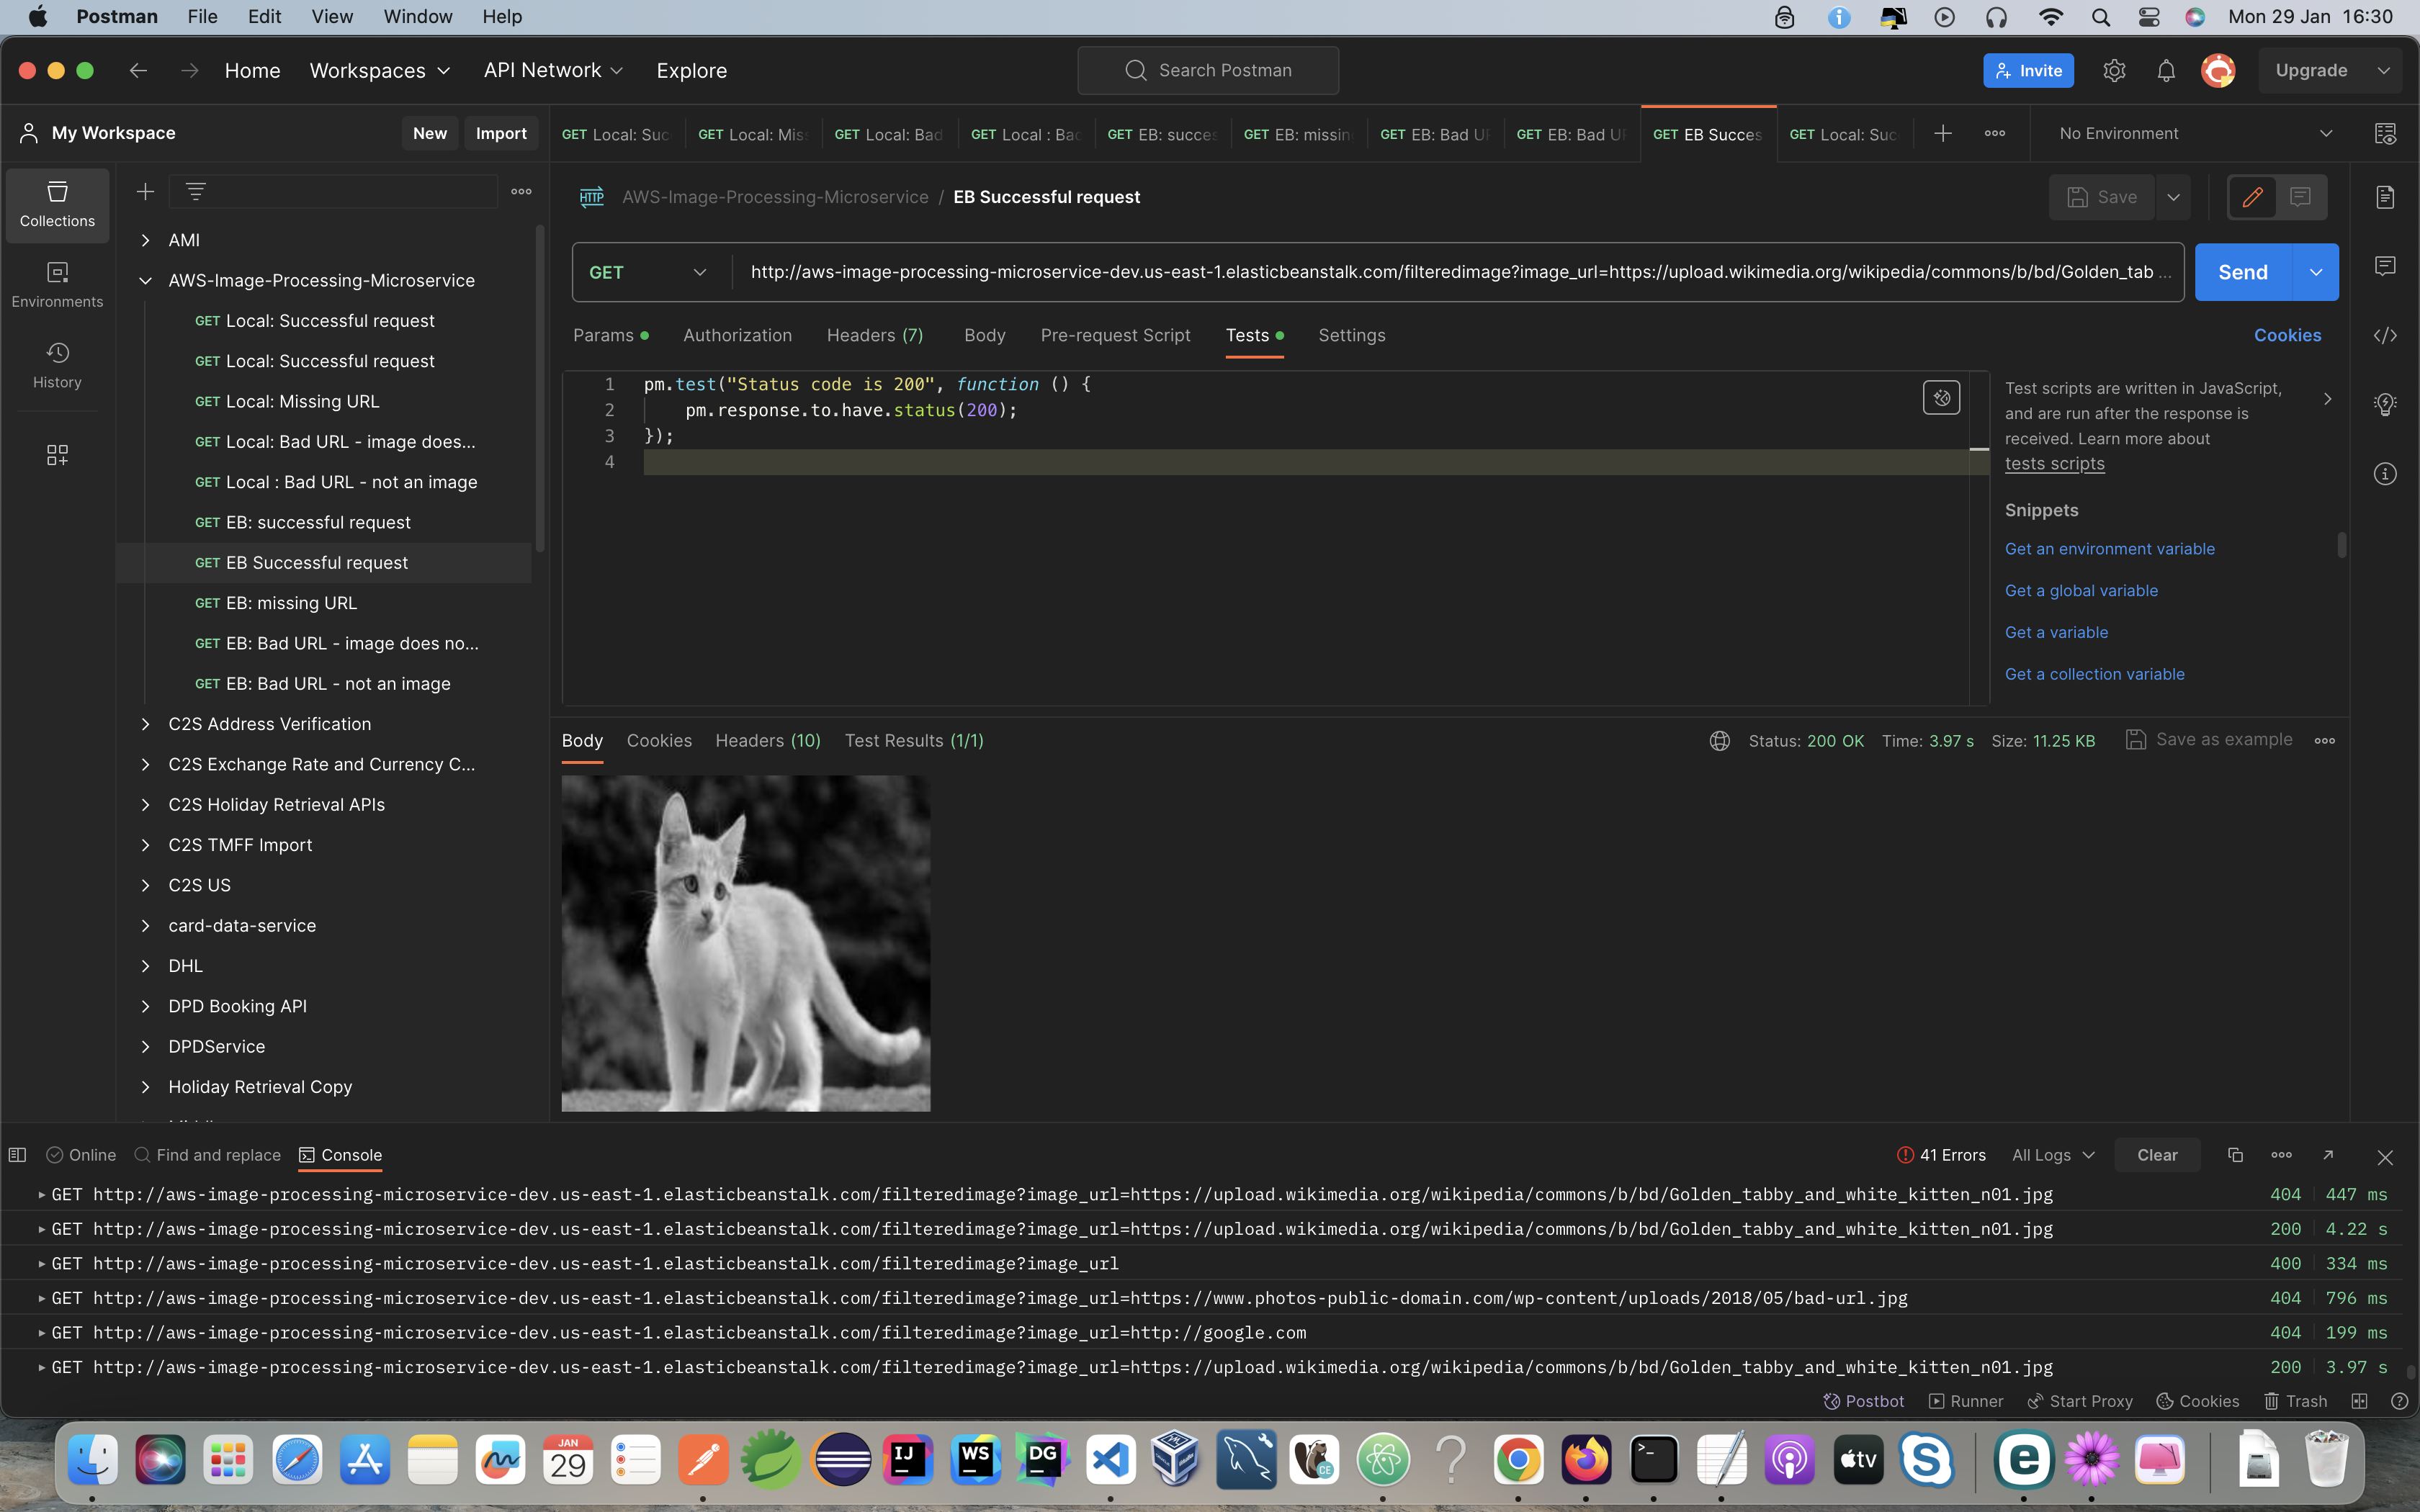 Postman File Edit View Window Help Mon 29 Jan 16:30
Home Workspaces API Network Explore Search Postman Invite Upgrade
My Workspace New Import
GET Local: Suc GET Local: Mis GET Local: Bad GET Local : Bac GET EB: succes GET EB: missin GET EB: Bad U GET EB: Bad U GET EB Succes GET Local: Suc No Environment
Collections
Environments
History
AMI
AWS-Image-Processing-Microservice
GET Local: Successful request
GET Local: Successful request
GET Local: Missing URL
GET Local: Bad URL - image does...
GET Local : Bad URL - not an image
GET EB: successful request
GET EB Successful request
GET EB: missing URL
GET EB: Bad URL - image does no...
GET EB: Bad URL - not an image
C2S Address Verification
C2S Exchange Rate and Currency C...
C2S Holiday Retrieval APIs
C2S TMFF Import
C2S US
card-data-service
DHL
DPD Booking API
DPDService
Holiday Retrieval Copy
HTTP AWS-Image-Processing-Microservice / EB Successful request Save
GET http://aws-image-processing-microservice-dev.us-east-1.elasticbeanstalk.com/filteredimage?image_url=https://upload.wikimedia.org/wikipedia/commons/b/bd/Golden_tab ... Send
Params Authorization Headers (7) Body Pre-request Script Tests Settings Cookies
1 pm.test("Status code is 200", function () {
2 pm.response.to.have.status(200);
3 });
4
Test scripts are written in JavaScript,
and are run after the response is
received. Learn more about
tests scripts
Snippets
Get an environment variable
Get a global variable
Get a variable
Get a collection variable
Body Cookies Headers (10) Test Results (1/1) Status: 200 OK Time: 3.97 s Size: 11.25 KB Save as example
Online Find and replace Console 41 Errors All Logs Clear
GET http://aws-image-processing-microservice-dev.us-east-1.elasticbeanstalk.com/filteredimage?image_url=https://upload.wikimedia.org/wikipedia/commons/b/bd/Golden_tabby_and_white_kitten_n01.jpg 404 447 ms
GET http://aws-image-processing-microservice-dev.us-east-1.elasticbeanstalk.com/filteredimage?image_url=https://upload.wikimedia.org/wikipedia/commons/b/bd/Golden_tabby_and_white_kitten_n01.jpg 200 4.22 s
GET http://aws-image-processing-microservice-dev.us-east-1.elasticbeanstalk.com/filteredimage?image_url 400 334 ms
GET http://aws-image-processing-microservice-dev.us-east-1.elasticbeanstalk.com/filteredimage?image_url=https://www.photos-public-domain.com/wp-content/uploads/2018/05/bad-url.jpg 404 796 ms
GET http://aws-image-processing-microservice-dev.us-east-1.elasticbeanstalk.com/filteredimage?image_url=http://google.com 404 199 ms
GET http://aws-image-processing-microservice-dev.us-east-1.elasticbeanstalk.com/filteredimage?image_url=https://upload.wikimedia.org/wikipedia/commons/b/bd/Golden_tabby_and_white_kitten_n01.jpg 200 3.97 s
Postbot Runner Start Proxy Cookies Trash
JAN
29
IJ WS DG CE tv S e